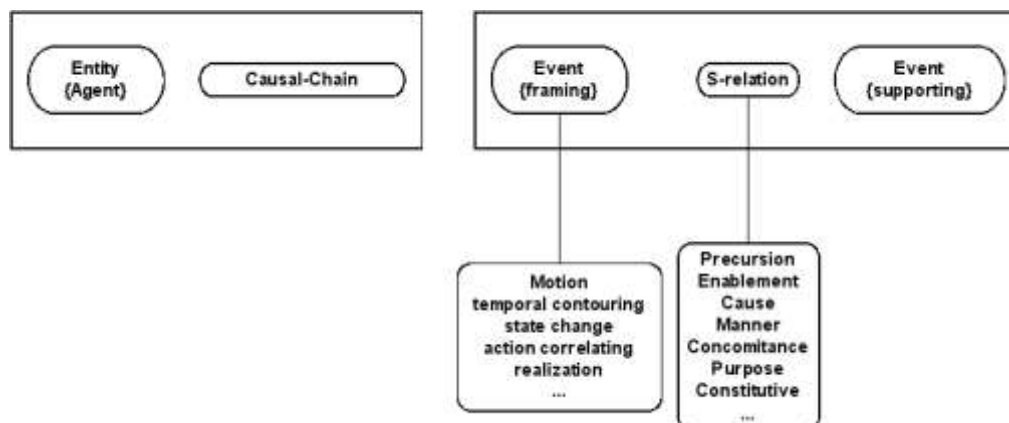 Entity
{Agent}
Causal-Chain
Event
{framing}
S-relation
Event
{supporting}
Motion
temporal contouring
state change
action correlating
realization
...
Precursion
Enablement
Cause
Manner
Concomitance
Purpose
Constitutive
...